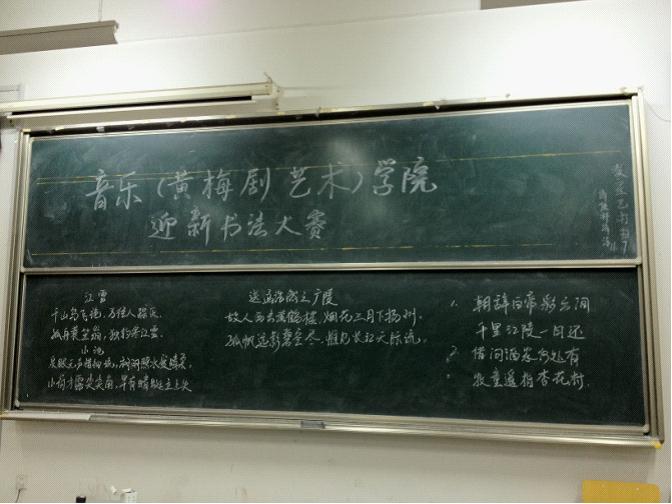 音乐(黄梅剧艺术)学院
迎新书法大赛
江雪
千山鸟飞绝，万径人踪灭。
孤舟蓑笠翁，独钓寒江雪。
小池
泉眼无声惜细流，树阴照水爱晴柔。
小荷才露尖尖角，早有蜻蜓立上头
送孟浩然之广陵
故人西去黄鹤楼，烟花三月下扬州。
孤帆远影碧空尽，惟见长江天际流。
1. 朝辞白帝彩云间
千里江陵一日还
2. 借问酒家何处有
牧童遥指杏花村.